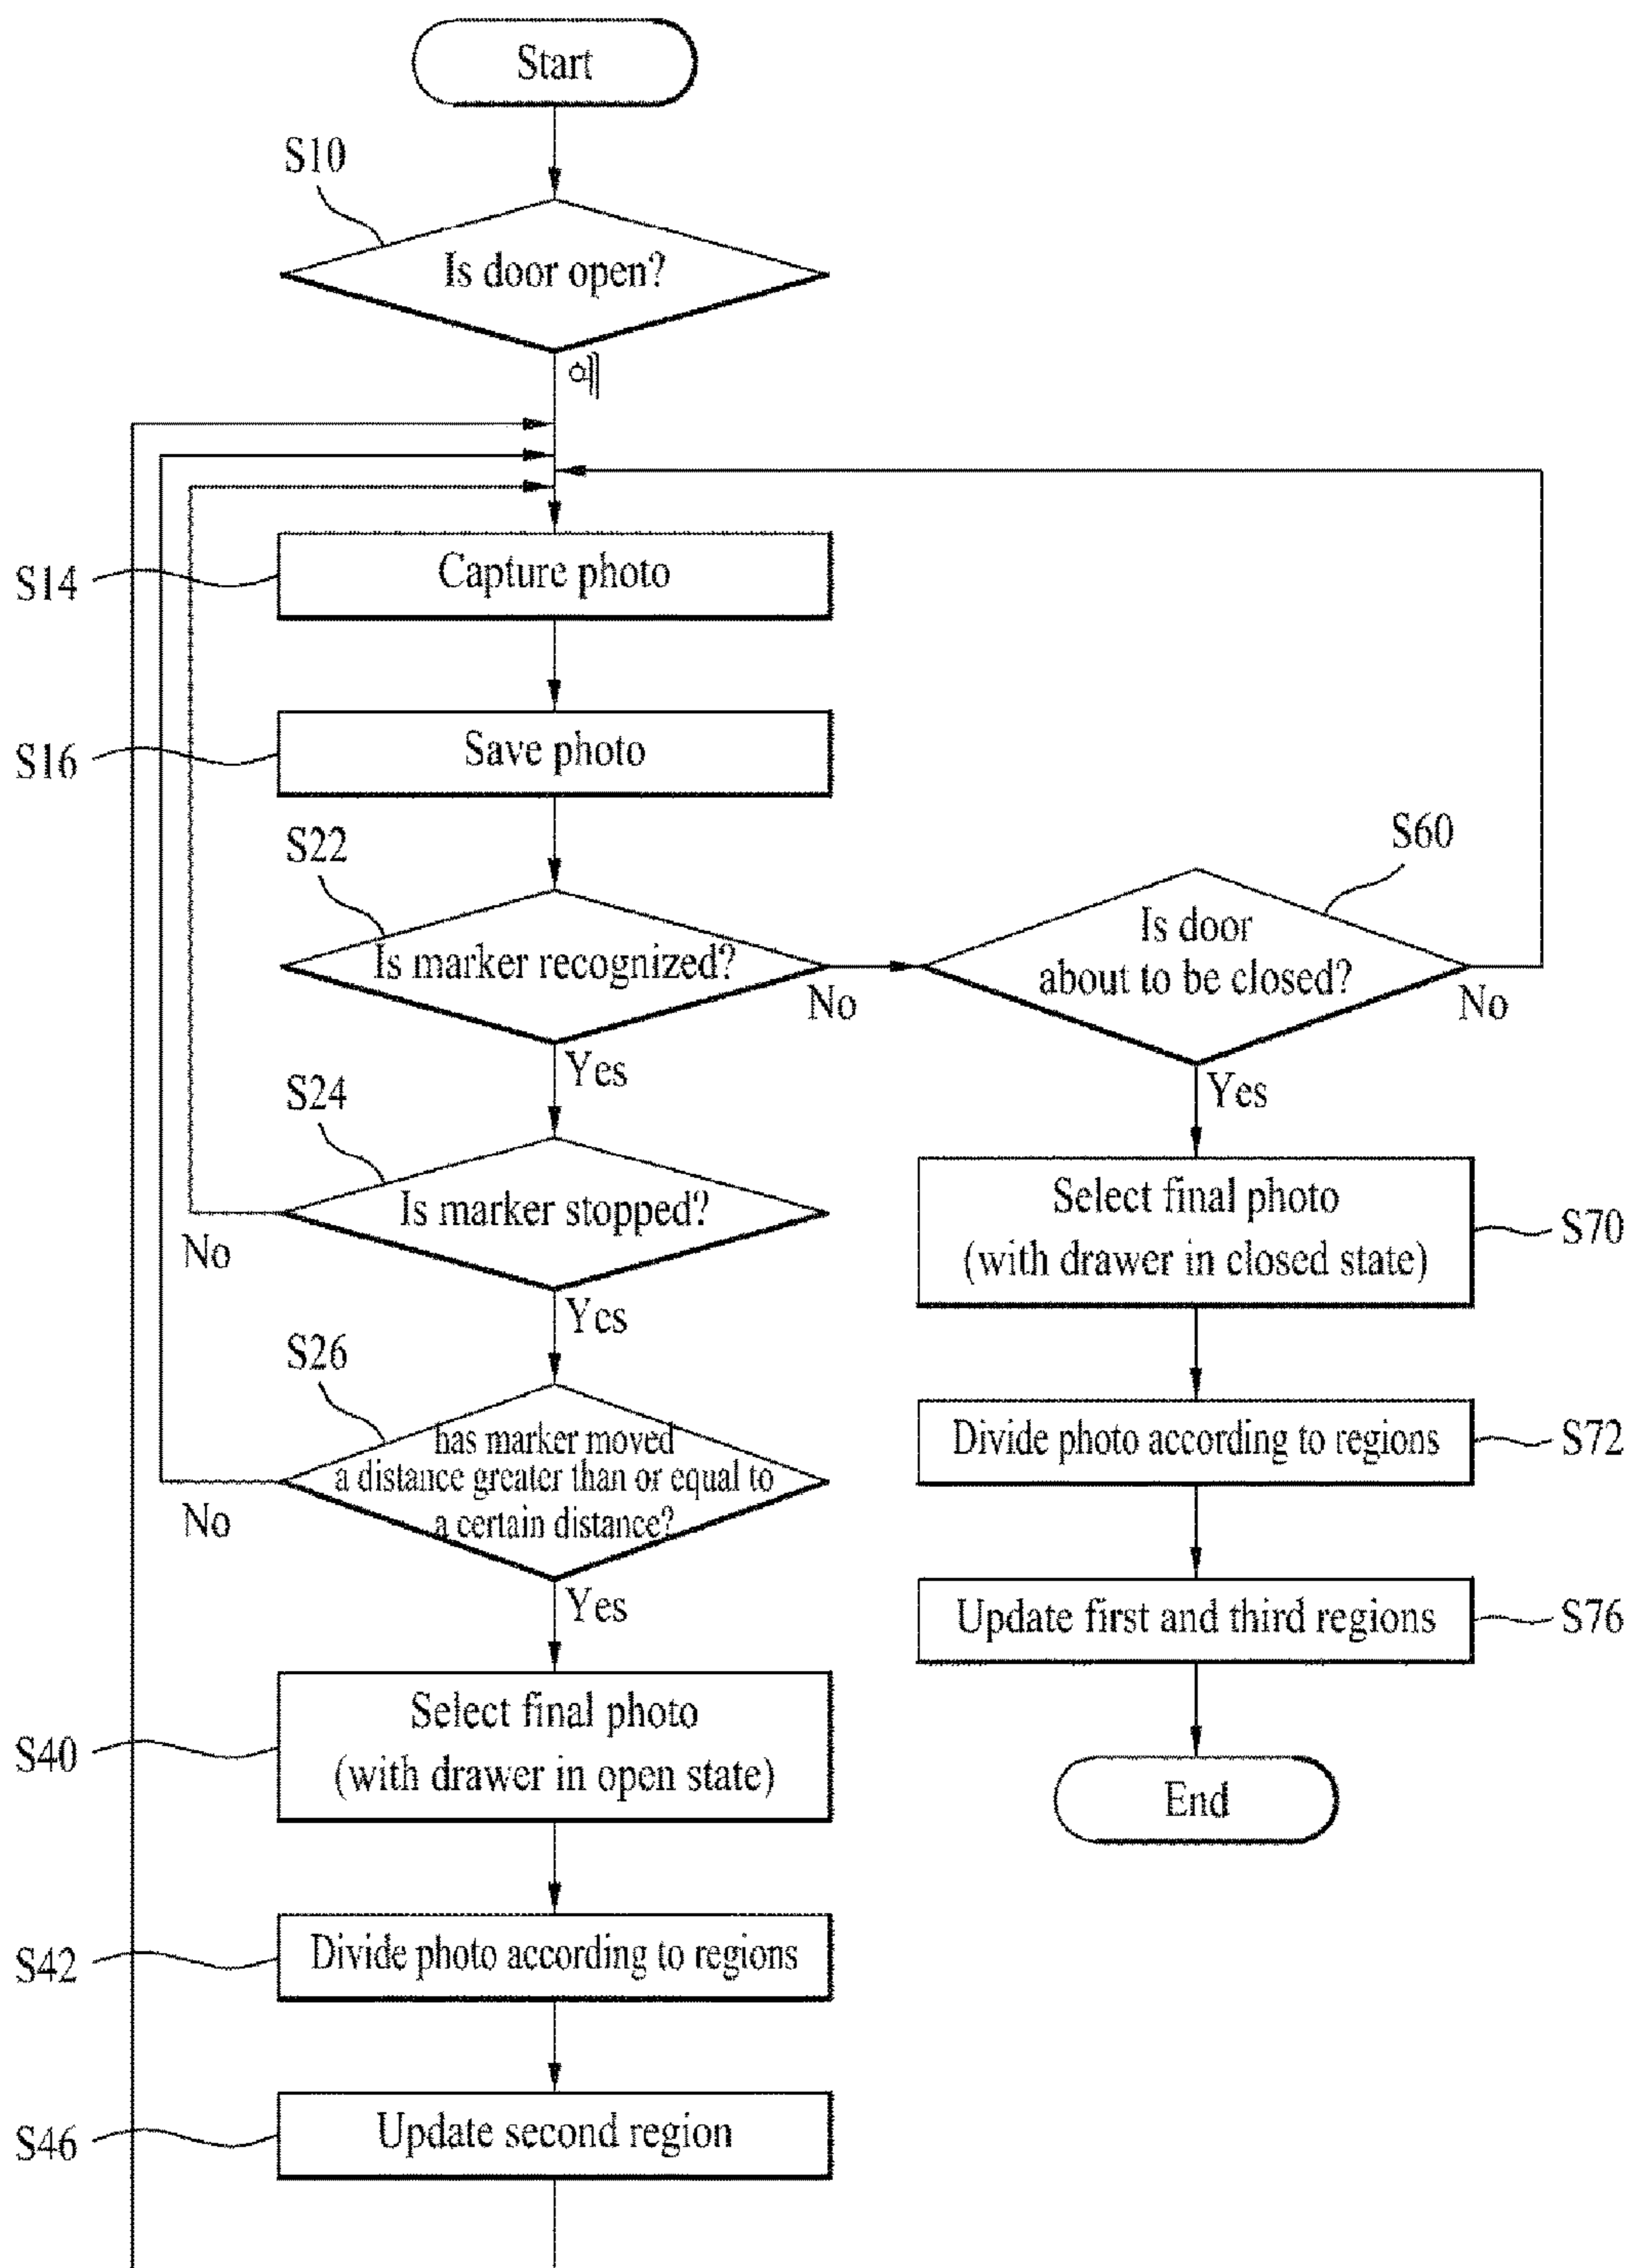 Start
S10
Is door open?
예
S14
Capture photo
S16
Save photo
S22
Is marker recognized?
No
Yes
S60
Is door
about to be closed?
No
Yes
S24
Is marker stopped?
No
Yes
S70
Select final photo
(with drawer in closed state)
S26
has marker moved
a distance greater than or equal to
a certain distance?
No
Yes
Divide photo according to regions
S72
Update first and third regions
S76
End
S40
Select final photo
(with drawer in open state)
S42
Divide photo according to regions
S46
Update second region